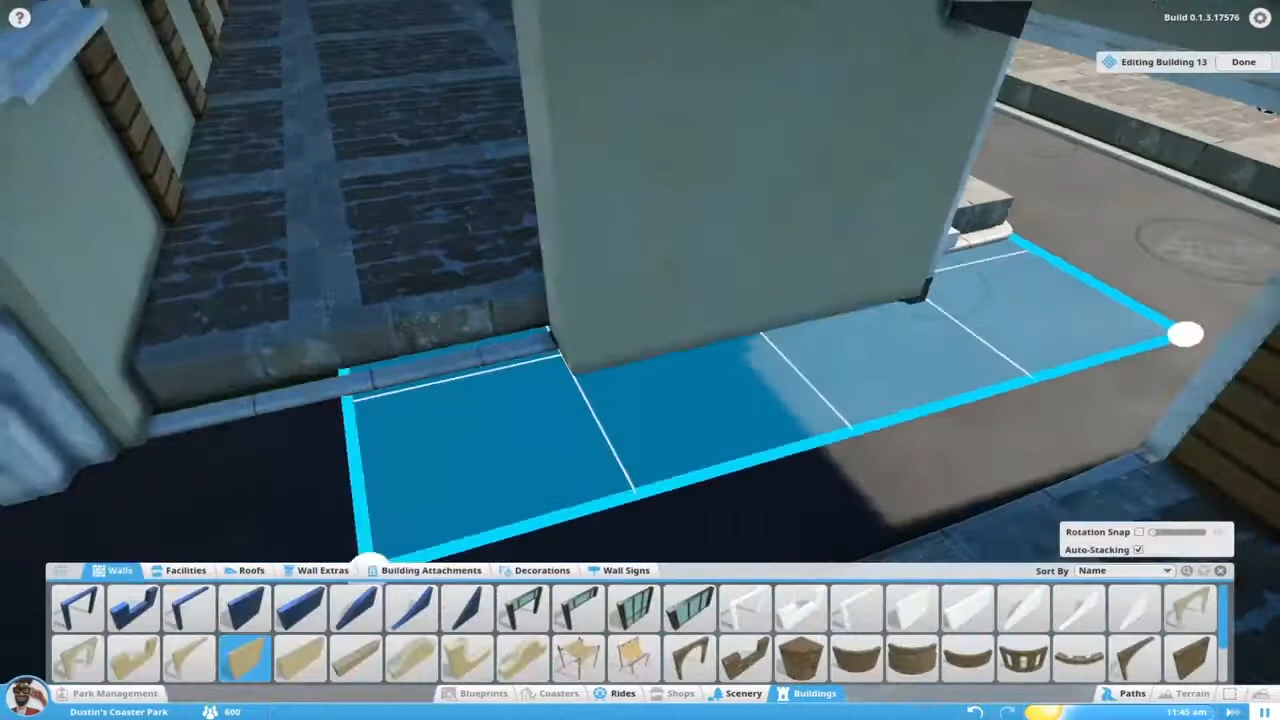 ?
Build 0.1.3.17576
Editing Building 13 Done
Rotation Snap
Auto-Stacking
Walls Facilities Roofs Wall Extras Building Attachments Decorations Wall Signs Sort By Name
Park Management Blueprints Coasters Rides Shops Scenery Buildings Paths Terrain
Dustin's Coaster Park 600 11:45 am